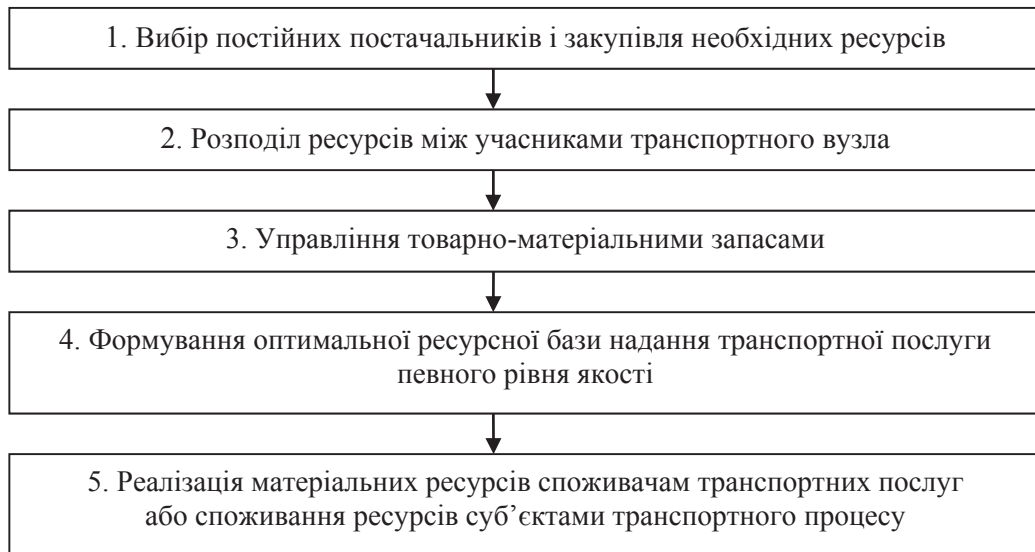 1. Вибір постійних постачальників і закупівля необхідних ресурсів
2. Розподіл ресурсів між учасниками транспортного вузла
3. Управління товарно-матеріальними запасами
4. Формування оптимальної ресурсної бази надання транспортної послуги
певного рівня якості
5. Реалізація матеріальних ресурсів споживачам транспортних послуг
або споживання ресурсів суб’єктами транспортного процесу